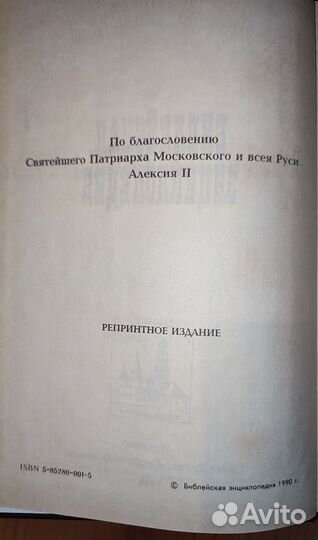 По благословению
Святейшего Патриарха Московского и всея Руси
Алексия II
РЕПРИНТНОЕ ИЗДАНИЕ
ISBN 5-85280-001-5
© Библейская энциклопедия 1990 г.
Avito